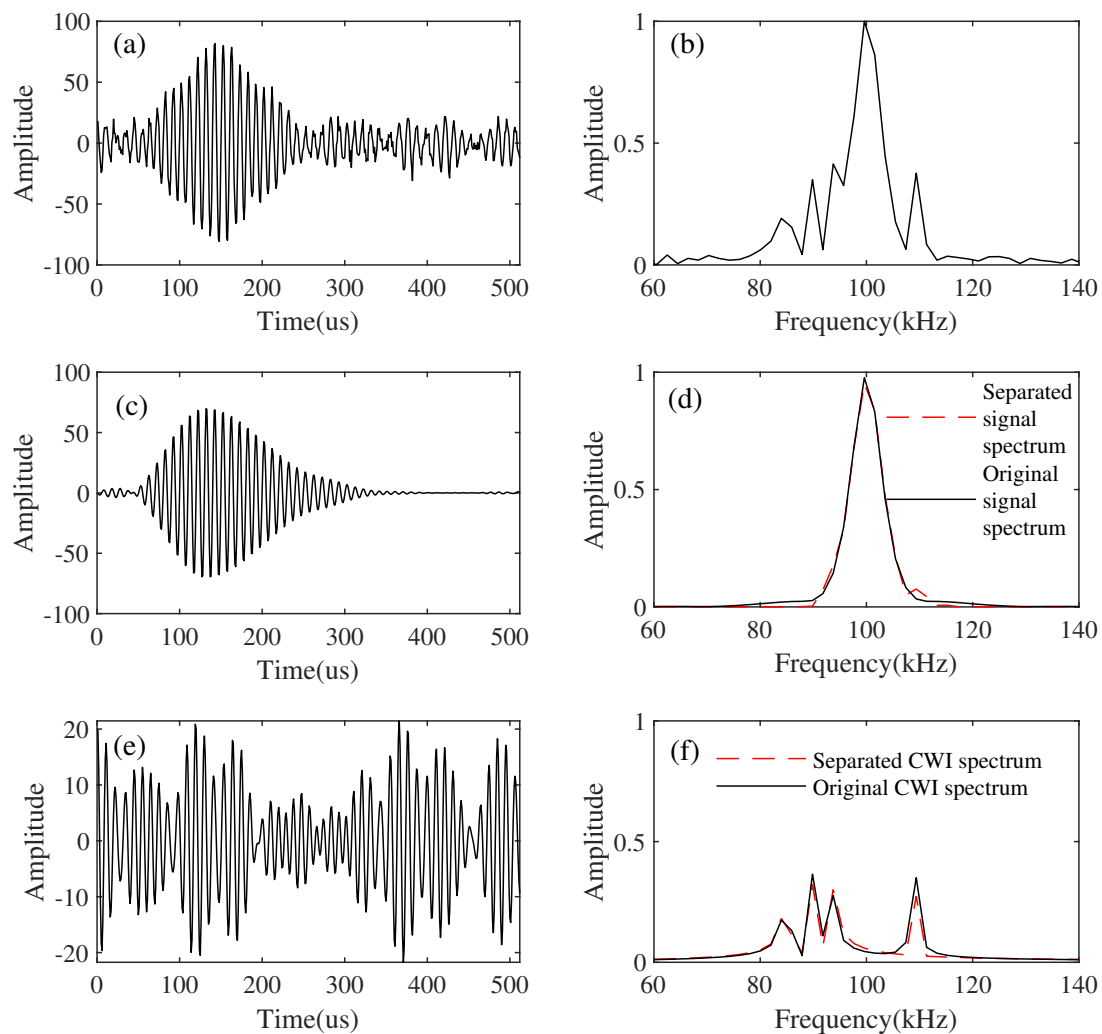 (a)
100
50
0
-50
-100
Amplitude
0 100 200 300 400 500
Time(us)
(b)
1
0.5
0
Amplitude
60 80 100 120 140
Frequency(kHz)
(c)
100
50
0
-50
-100
Amplitude
0 100 200 300 400 500
Time(us)
(d)
1
0.5
0
Amplitude
Separated
signal
spectrum
Original
signal
spectrum
60 80 100 120 140
Frequency(kHz)
(e)
20
10
0
-10
-20
Amplitude
0 100 200 300 400 500
Time(us)
(f)
1
0.5
0
Amplitude
Separated CWI spectrum
Original CWI spectrum
60 80 100 120 140
Frequency(kHz)